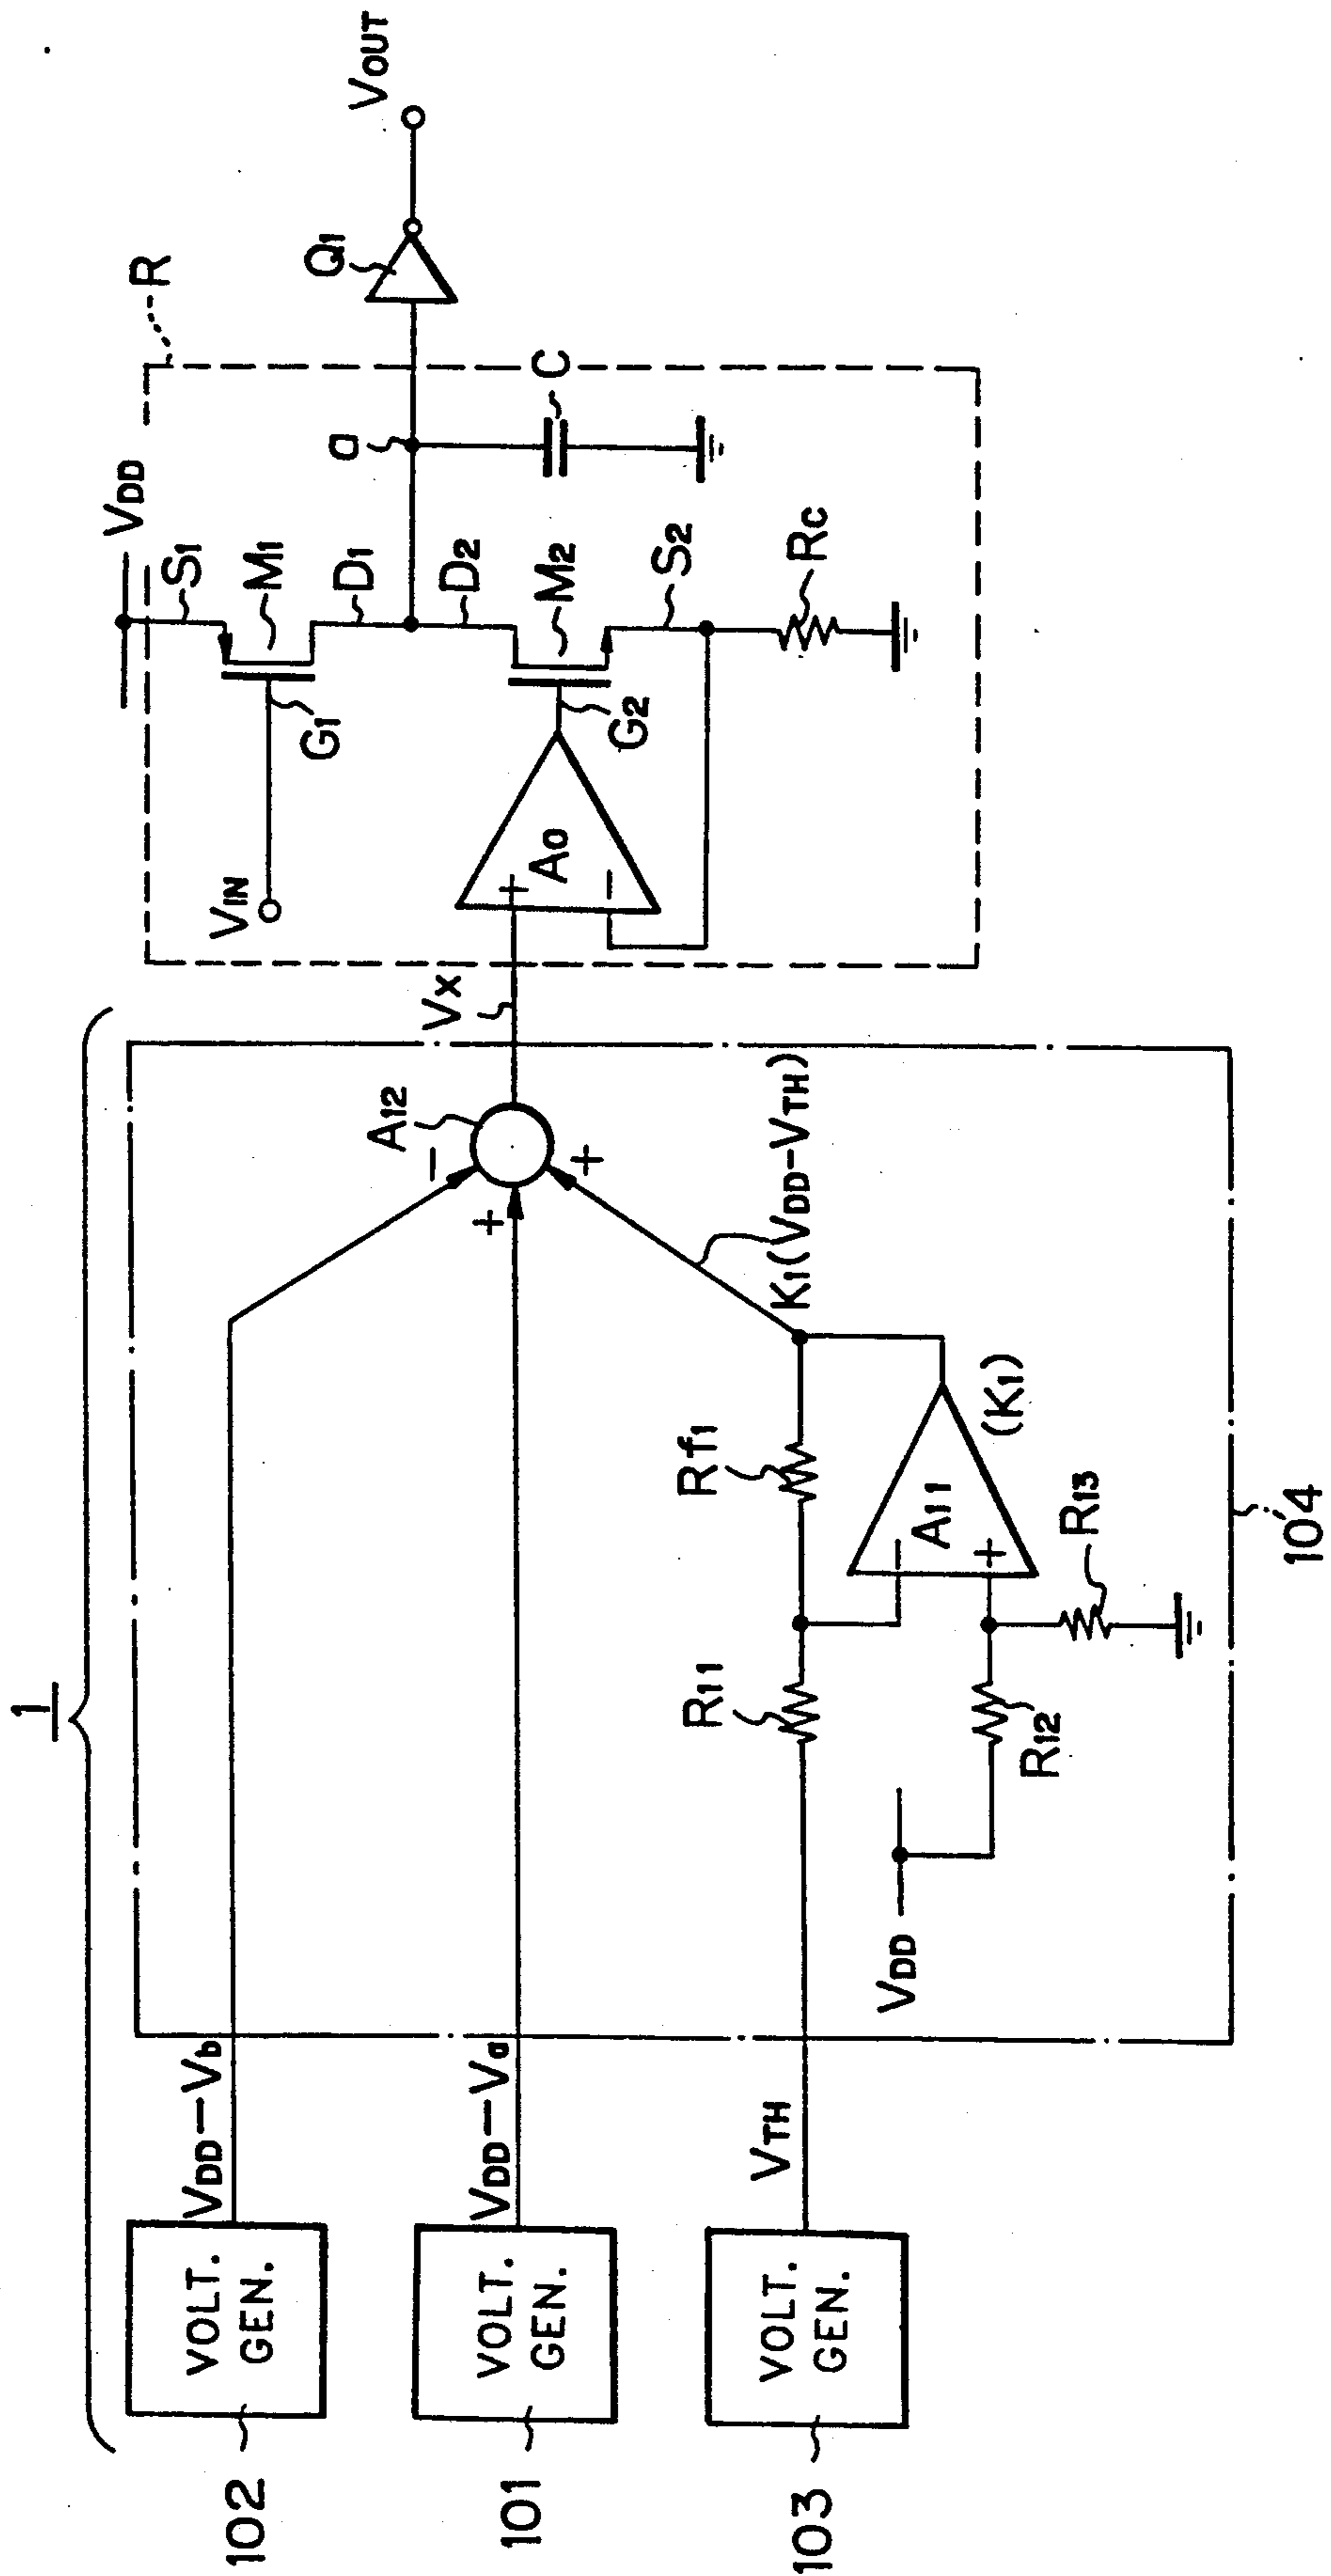 1
102
VOLT.
GEN.
VDD−Vb
101
VOLT.
GEN.
VDD−Va
103
VOLT.
GEN.
VTH
VDD
R11
R12
R13
Rf1
A11
−
+
(K1)
K1(VDD−VTH)
A12
−
+
+
104
VX
VIN
G1
S1
VDD
M1
D1
D2
M2
G2
S2
A0
+
−
RC
a
C
R
Q1
VOUT